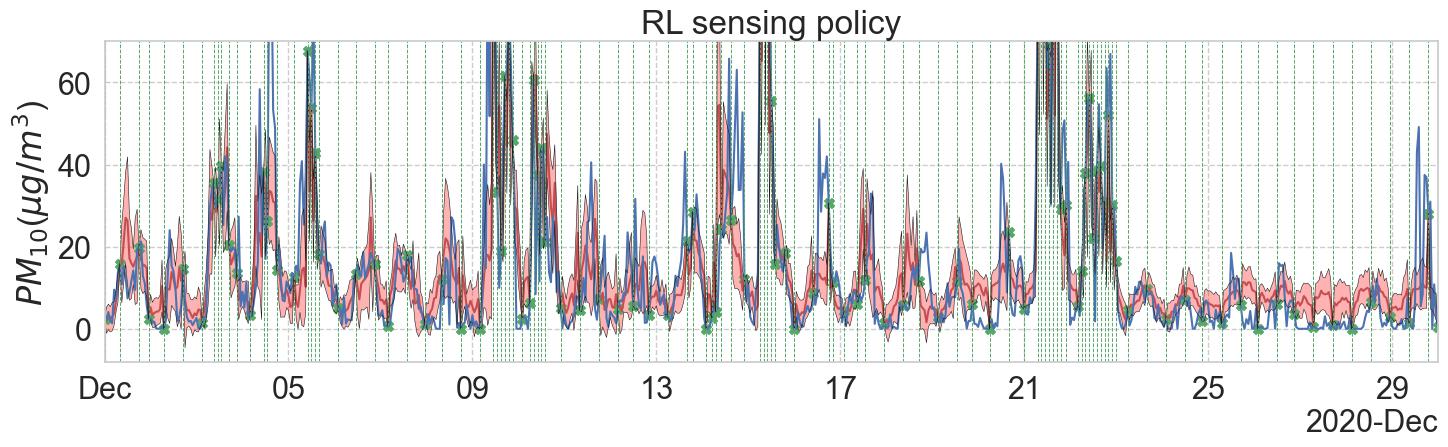 RL sensing policy
PM₁₀(μg/m³)
60
40
20
0
Dec 05 09 13 17 21 25 29
2020-Dec